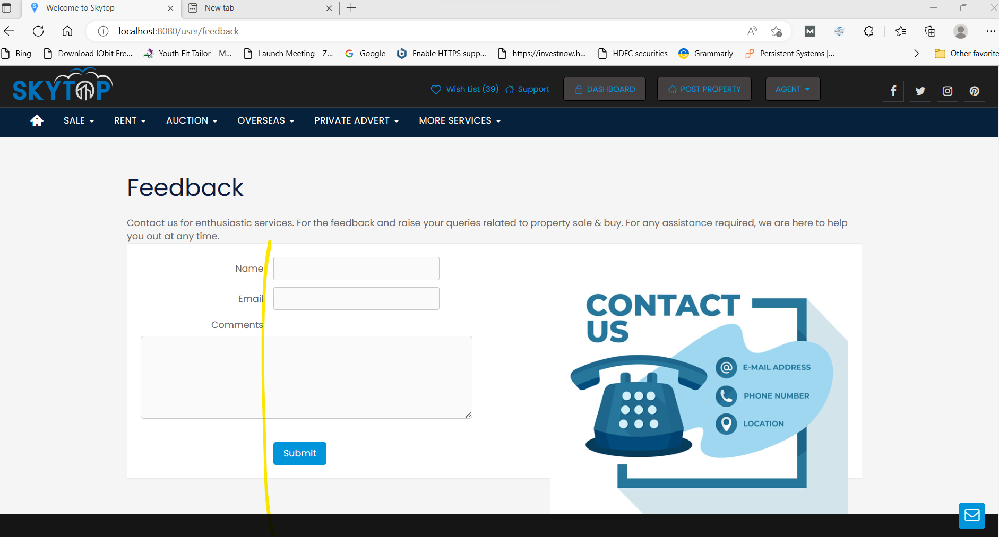 Welcome to Skytop
New tab
localhost:8080/user/feedback
Bing
Download IObit Fre...
Youth Fit Tailor – M...
Launch Meeting - Z...
Google
Enable HTTPS supp...
https://investnow.h...
HDFC securities
Grammarly
Persistent Systems |...
Other favorite
SKYTOP
Wish List (39)
Support
DASHBOARD
POST PROPERTY
AGENT
SALE
RENT
AUCTION
OVERSEAS
PRIVATE ADVERT
MORE SERVICES
Feedback
Contact us for enthusiastic services. For the feedback and raise your queries related to property sale & buy. For any assistance required, we are here to help
you out at any time.
Name
Email
Comments
Submit
CONTACT
US
E-MAIL ADDRESS
PHONE NUMBER
LOCATION